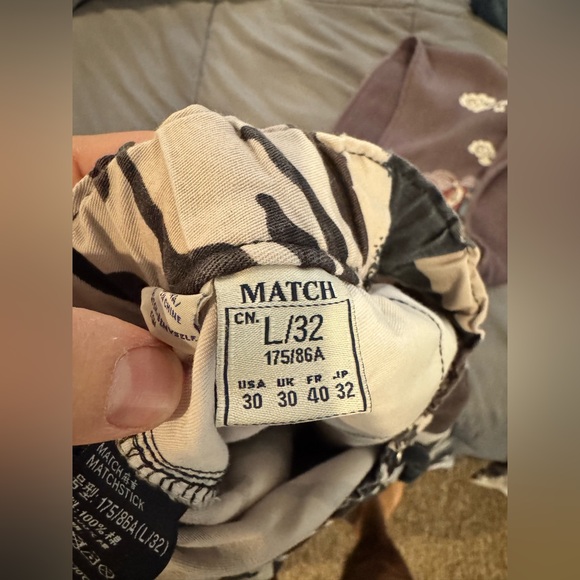 MATCH
CN.
L/32
175/86A
USA UK FR JP
30 30 40 32
MATCH
MATCHSTICK
型: 175/86A(L/32)
100%棉